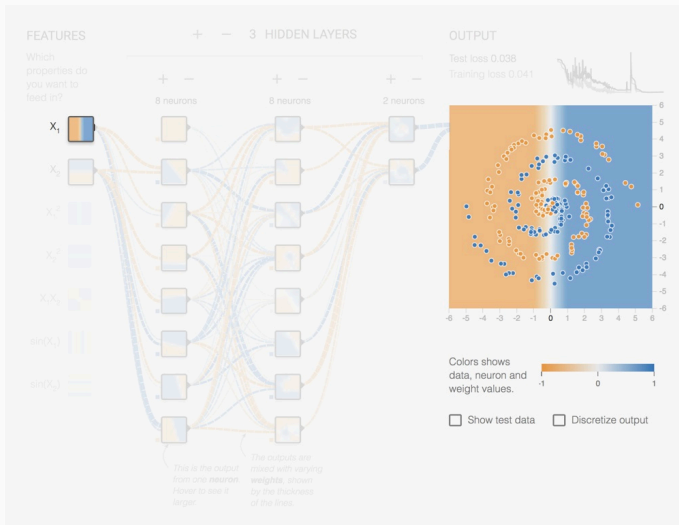 FEATURES
Which
properties do
you want to
feed in?
X1
X2
X1²
X2²
X1X2
sin(X1)
sin(X2)
+ − 3 HIDDEN LAYERS
+ −
8 neurons
+ −
8 neurons
+ −
2 neurons
This is the output
from one neuron.
Hover to see it
larger.
The outputs are
mixed with varying
weights, shown
by the thickness
of the lines.
OUTPUT
Test loss 0.038
Training loss 0.041
6
5
4
3
2
1
0
-1
-2
-3
-4
-5
-6
-6 -5 -4 -3 -2 -1 0 1 2 3 4 5 6
Colors shows
data, neuron and
weight values.
-1 0 1
Show test data
Discretize output